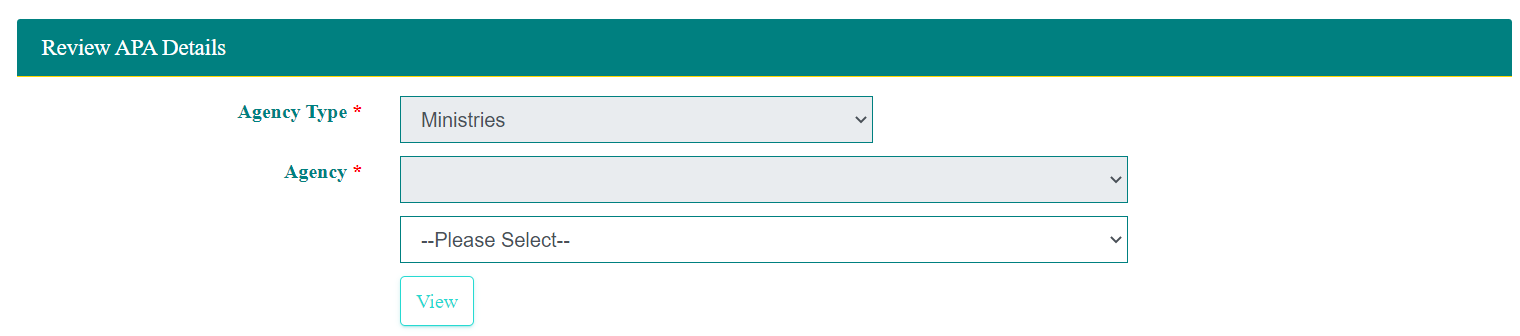 Review APA Details
Agency Type *
Ministries
Agency *
--Please Select--
View